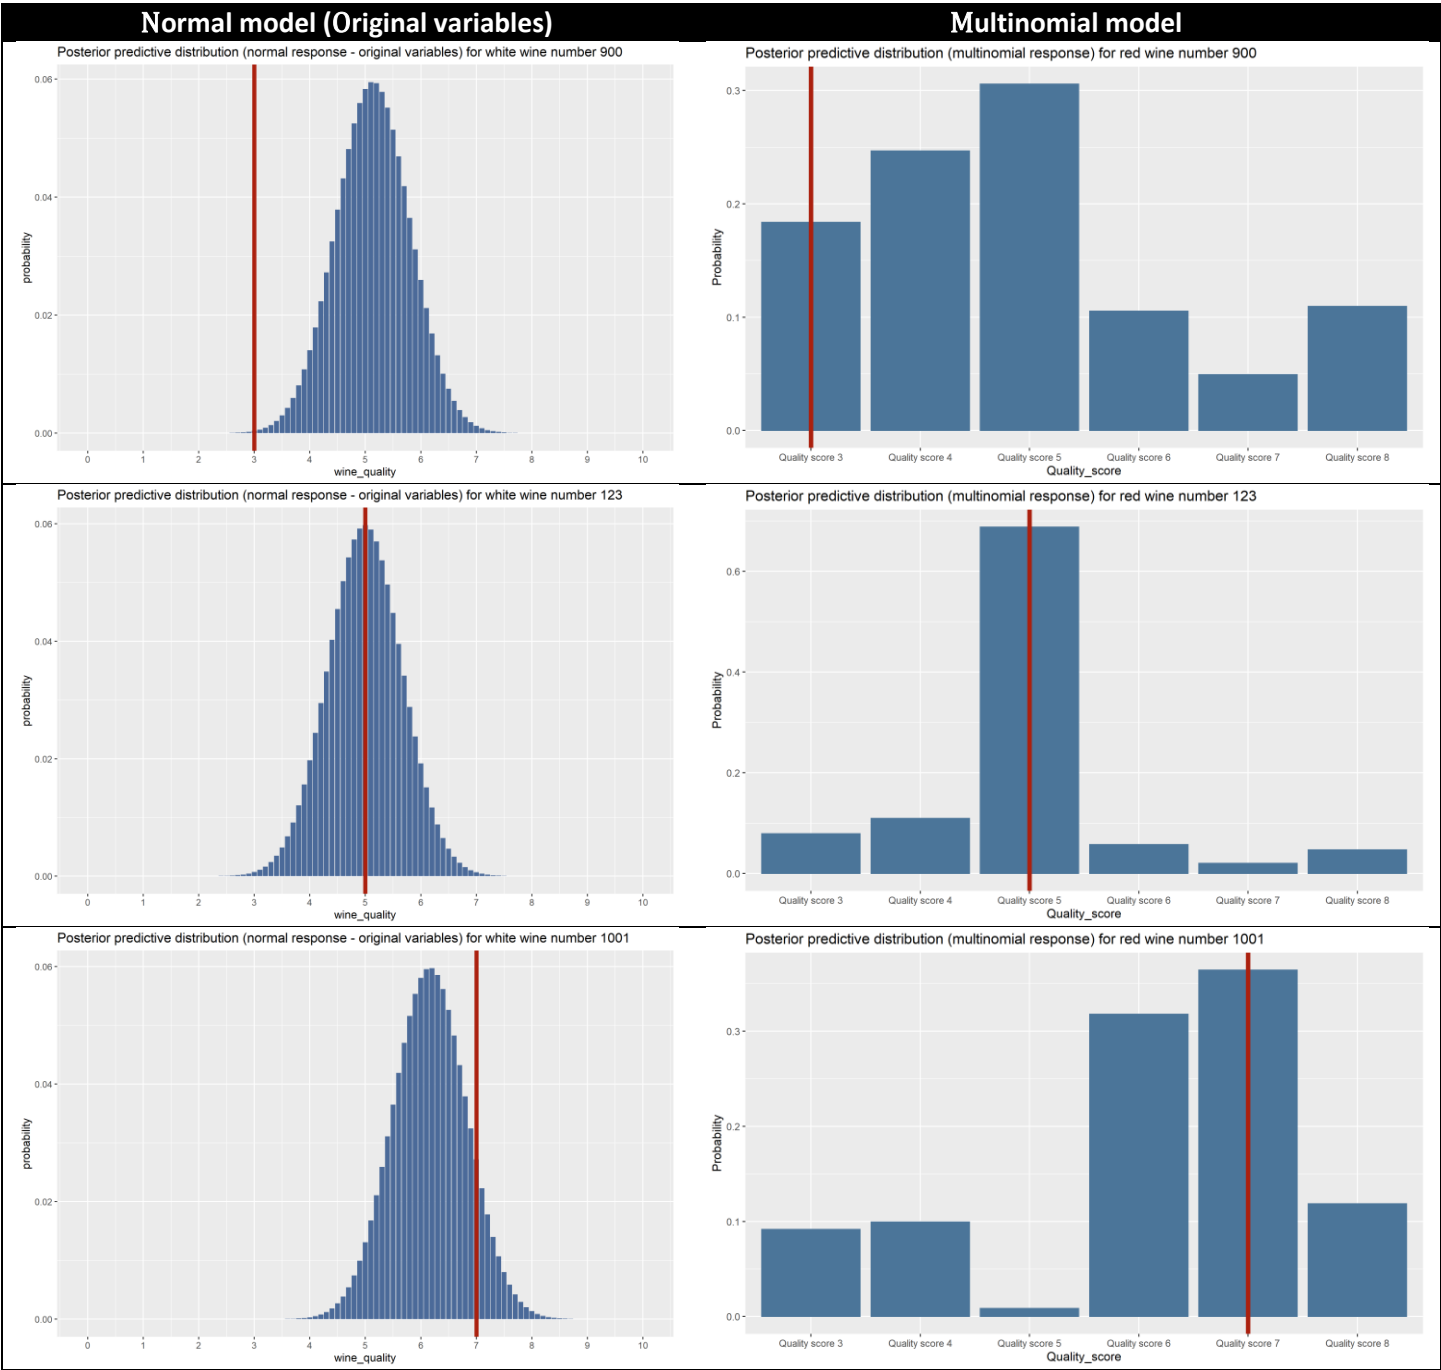 Normal model (Original variables)
Multinomial model
Posterior predictive distribution (normal response - original variables) for white wine number 900
0.06
0.04
0.02
0.00
probability
0 1 2 3 4 5 6 7 8 9 10
wine_quality
Posterior predictive distribution (multinomial response) for red wine number 900
0.3
0.2
0.1
0.0
Probability
Quality score 3 Quality score 4 Quality score 5 Quality score 6 Quality score 7 Quality score 8
Quality_score
Posterior predictive distribution (normal response - original variables) for white wine number 123
0.06
0.04
0.02
0.00
probability
0 1 2 3 4 5 6 7 8 9 10
wine_quality
Posterior predictive distribution (multinomial response) for red wine number 123
0.6
0.4
0.2
0.0
Probability
Quality score 3 Quality score 4 Quality score 5 Quality score 6 Quality score 7 Quality score 8
Quality_score
Posterior predictive distribution (normal response - original variables) for white wine number 1001
0.06
0.04
0.02
0.00
probability
0 1 2 3 4 5 6 7 8 9 10
wine_quality
Posterior predictive distribution (multinomial response) for red wine number 1001
0.3
0.2
0.1
0.0
Probability
Quality score 3 Quality score 4 Quality score 5 Quality score 6 Quality score 7 Quality score 8
Quality_score